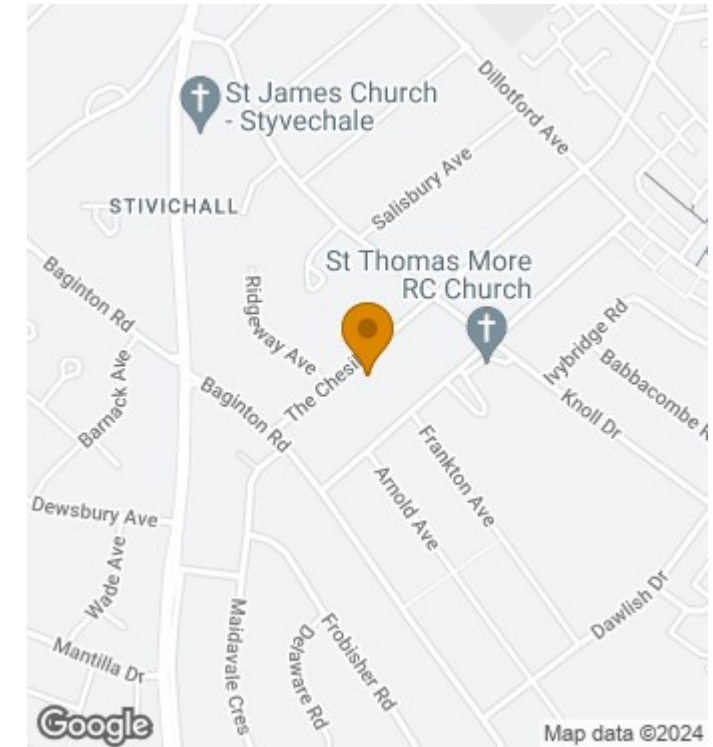 Dillotford Ave
St James Church
- Styvechale
Salisbury Ave
STIVICHALL
St Thomas More
RC Church
Baginton Rd
Ridgeway Ave
Ivybridge Rd
Babbacombe R
The Chesil
Barnack Ave
Baginton Rd
Knoll Dr
Frankton Ave
Arnold Ave
Dewsbury Ave
Wade Ave
Dawlish Dr
Maidavale Cres
Frobisher Rd
Delaware Rd
Mantilla Dr
Google
Map data ©2024